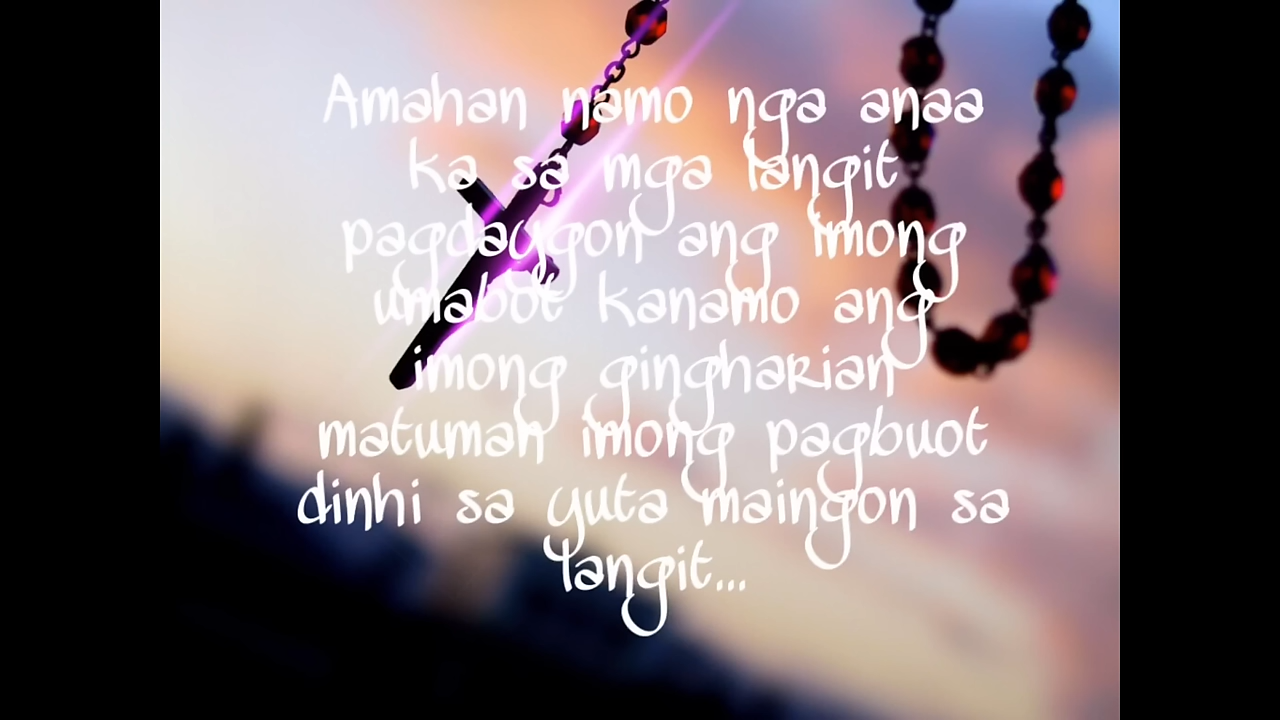 Amahan namo nga anaa
ka sa mga langit
pagdaygon ang imong
umabot kanamo ang
imong gingharian
matuman imong pagbuot
dinhi sa yuta maingon sa
langit...